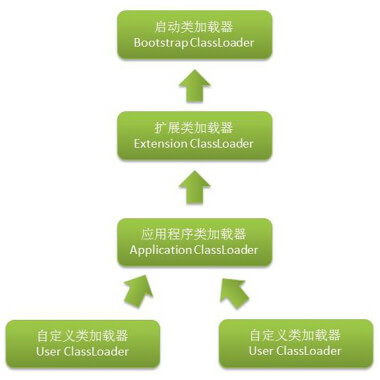 启动类加载器
Bootstrap ClassLoader
扩展类加载器
Extension ClassLoader
应用程序类加载器
Application ClassLoader
自定义类加载器
User ClassLoader
自定义类加载器
User ClassLoader